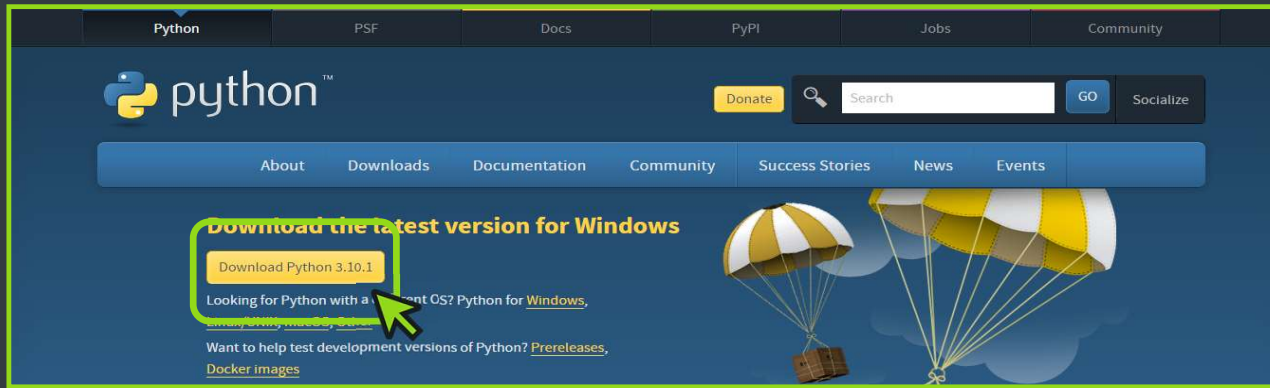 Python PSF Docs PyPI Jobs Community
python™
Donate Search GO Socialize
About Downloads Documentation Community Success Stories News Events
Download the latest version for Windows
Download Python 3.10.1
Looking for Python with a OS? Python for Windows,
Want to help test development versions of Python? Prereleases,
Docker images